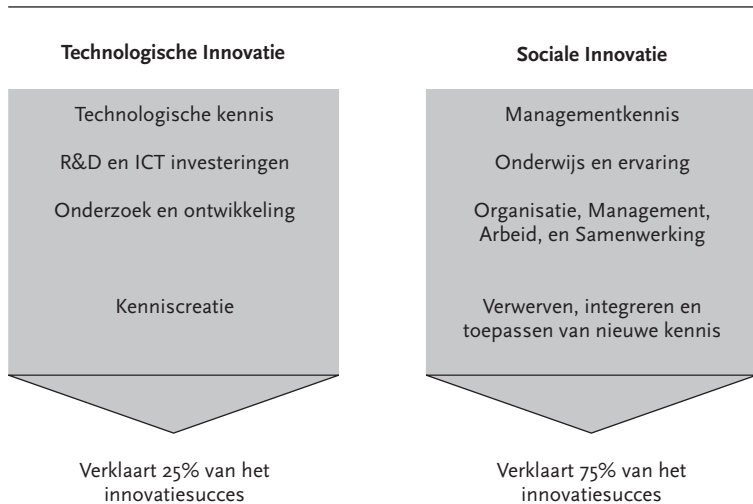 Technologische Innovatie
Technologische kennis
R&D en ICT investeringen
Onderzoek en ontwikkeling
Kenniscreatie
Verklaart 25% van het
innovatiesucces
Sociale Innovatie
Managementkennis
Onderwijs en ervaring
Organisatie, Management,
Arbeid, en Samenwerking
Verwerven, integreren en
toepassen van nieuwe kennis
Verklaart 75% van het
innovatiesucces